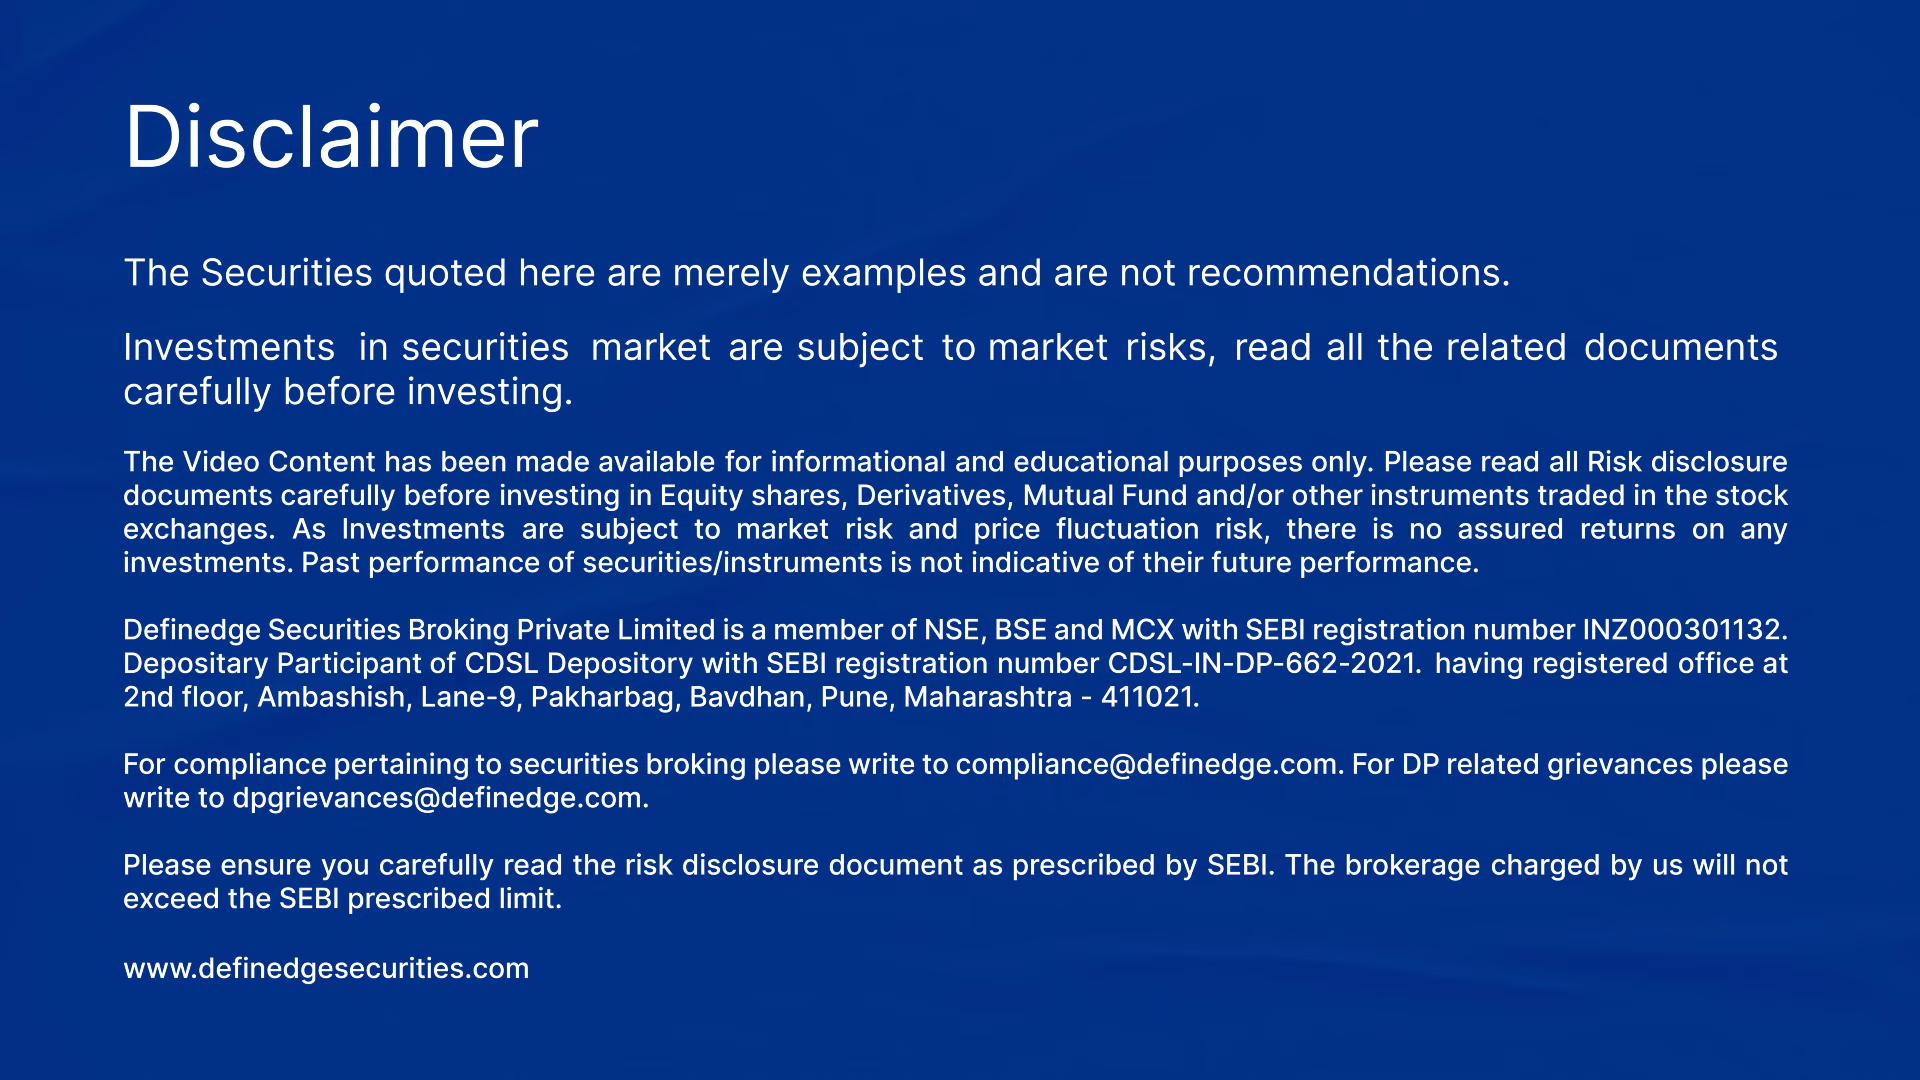 Disclaimer
The Securities quoted here are merely examples and are not recommendations.
Investments in securities market are subject to market risks, read all the related documents
carefully before investing.
The Video Content has been made available for informational and educational purposes only. Please read all Risk disclosure
documents carefully before investing in Equity shares, Derivatives, Mutual Fund and/or other instruments traded in the stock
exchanges. As Investments are subject to market risk and price fluctuation risk, there is no assured returns on any
investments. Past performance of securities/instruments is not indicative of their future performance.
Definedge Securities Broking Private Limited is a member of NSE, BSE and MCX with SEBI registration number INZ000301132.
Depositary Participant of CDSL Depository with SEBI registration number CDSL-IN-DP-662-2021. having registered office at
2nd floor, Ambashish, Lane-9, Pakharbag, Bavdhan, Pune, Maharashtra - 411021.
For compliance pertaining to securities broking please write to compliance@definedge.com. For DP related grievances please
write to dpgrievances@definedge.com.
Please ensure you carefully read the risk disclosure document as prescribed by SEBI. The brokerage charged by us will not
exceed the SEBI prescribed limit.
www.definedgesecurities.com